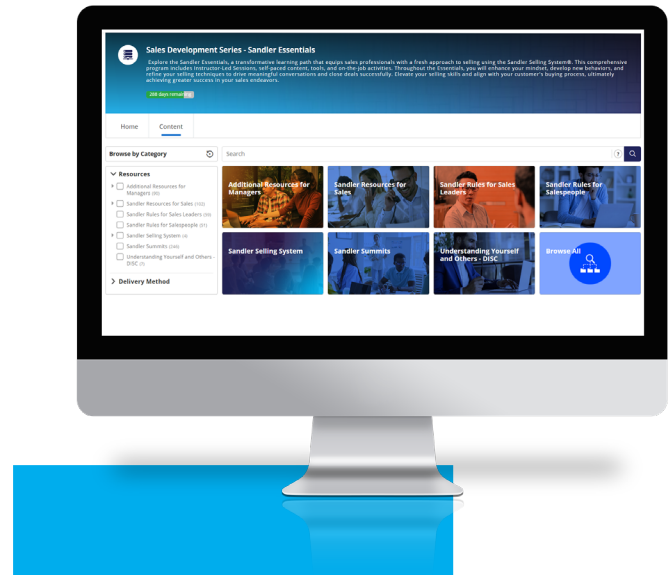 Sales Development Series - Sandler Essentials
Explore the Sandler Essentials, a transformative learning path that equips sales professionals with a fresh approach to selling using the Sandler Selling System®. This comprehensive
program includes Instructor-Led Sessions, self-paced content, tools, and on-the-job activities. Throughout the Essentials, you will enhance your mindset, develop new behaviors, and
refine your selling techniques to drive meaningful conversations and close deals successfully. Elevate your selling skills and align with your customer's buying process, ultimately
achieving greater success in your sales endeavors.
288 days remaining
Home
Content
Browse by Category
Search
?
Resources
Additional Resources for
Managers
Sandler Resources for Sales
Sandler Rules for Sales Leaders
Sandler Rules for Salespeople
Sandler Selling System
Sandler Summits
Understanding Yourself and Others -
DISC
Delivery Method
Additional Resources for
Managers
Sandler Resources for
Sales
Sandler Rules for Sales
Leaders
Sandler Rules for
Salespeople
Sandler Selling System
Sandler Summits
Understanding Yourself
and Others - DISC
Browse All